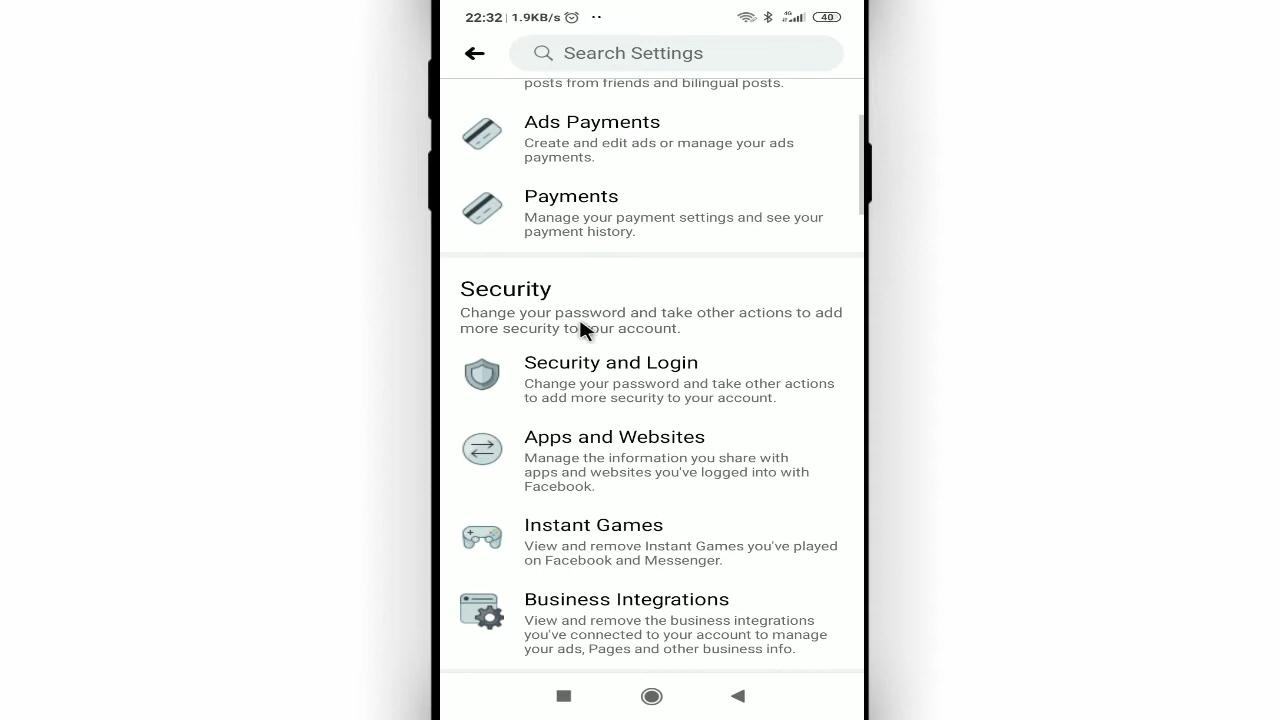 22:32 1.9KB/s 4G 40
Search Settings
posts from friends and bilingual posts.
Ads Payments
Create and edit ads or manage your ads
payments.
Payments
Manage your payment settings and see your
payment history.
Security
Change your password and take other actions to add
more security to your account.
Security and Login
Change your password and take other actions
to add more security to your account.
Apps and Websites
Manage the information you share with
apps and websites you've logged into with
Facebook.
Instant Games
View and remove Instant Games you've played
on Facebook and Messenger.
Business Integrations
View and remove the business integrations
you've connected to your account to manage
your ads, Pages and other business info.